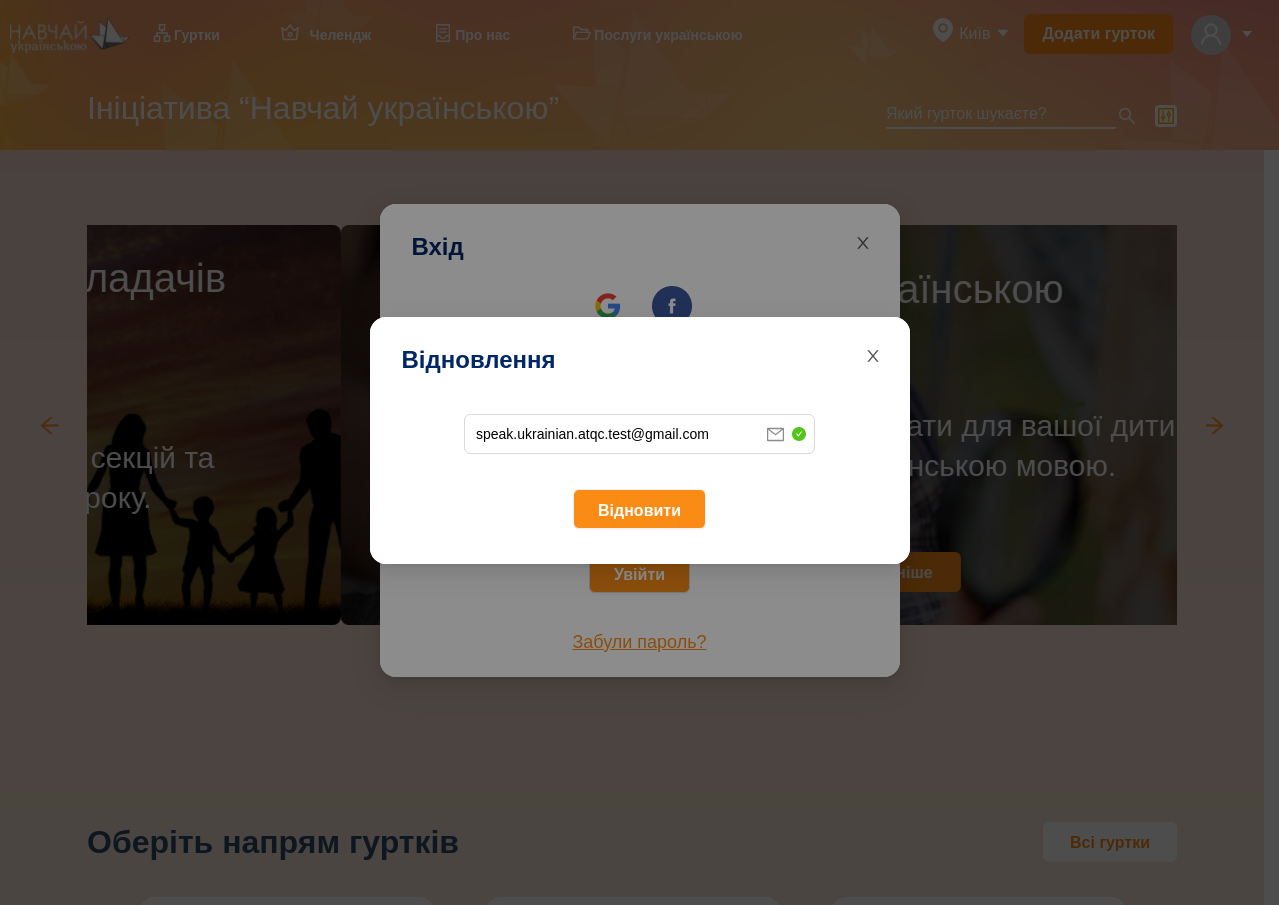 НАВЧАЙ
українською
Гуртки
Челендж
Про нас
Послуги українською
Київ
Додати гурток
Ініціатива “Навчай українською”
Який гурток шукаєте?
Вхід
ладачів
аїнською
Відновлення
speak.ukrainian.atqc.test@gmail.com
ати для вашої дити
секцій та
нською мовою.
року.
Відновити
Увійти
ніше
Забули пароль?
Оберіть напрям гуртків
Всі гуртки